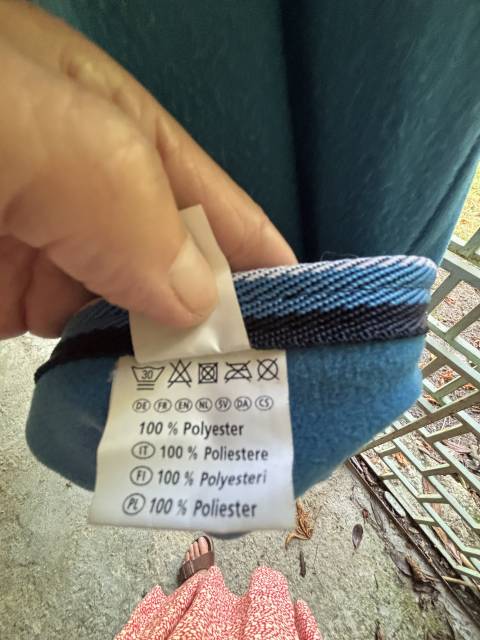 30
DE FR EN NL SV DA CS
100 % Polyester
IT 100 % Poliestere
FI 100 % Polyesteri
PL 100 % Poliester